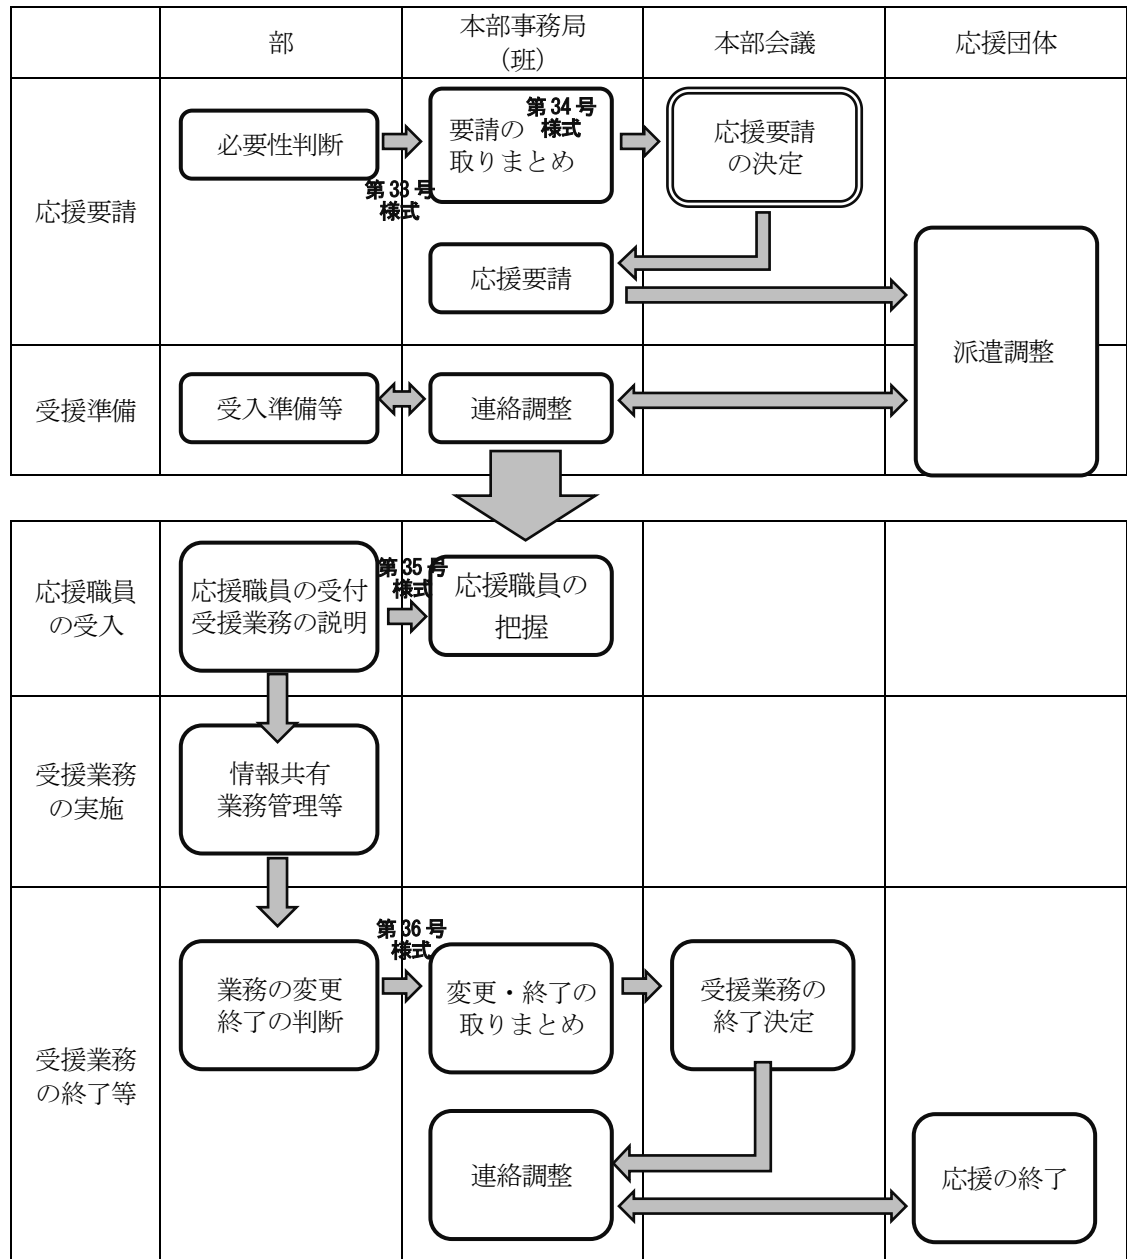 部
本部事務局
（班）
本部会議
応援団体
応援要請
必要性判断
第33号
様式
要請の
取りまとめ
第34号
様式
応援要請
の決定
応援要請
派遣調整
受援準備
受入準備等
連絡調整
応援職員
の受入
応援職員の受付
受援業務の説明
第35号
様式
応援職員の
把握
受援業務
の実施
情報共有
業務管理等
受援業務
の終了等
業務の変更
終了の判断
第36号
様式
変更・終了の
取りまとめ
受援業務の
終了決定
連絡調整
応援の終了